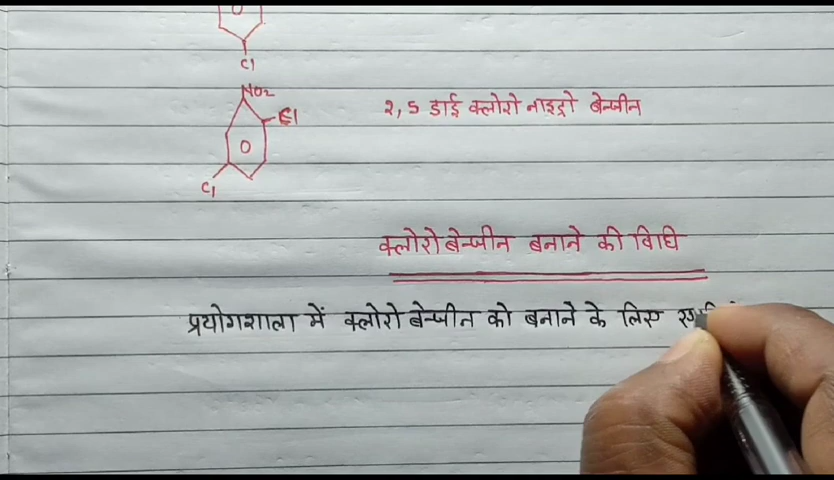 Cl
NO2
Cl
2,5 डाई क्लोरो नाइट्रो बेन्जीन
Cl
क्लोरोबेन्जीन बनाने की विधि
प्रयोगशाला में क्लोरो बेन्जीन को बनाने के लिए